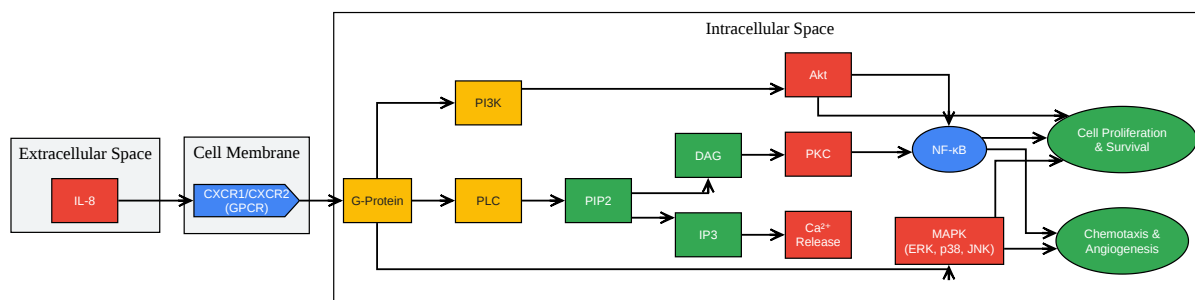 Intracellular Space
Extracellular Space
Cell Membrane
IL-8
CXCR1/CXCR2
(GPCR)
G-Protein
PI3K
PLC
PIP2
DAG
IP3
Akt
PKC
Ca²⁺
Release
NF-κB
MAPK
(ERK, p38, JNK)
Cell Proliferation
& Survival
Chemotaxis &
Angiogenesis